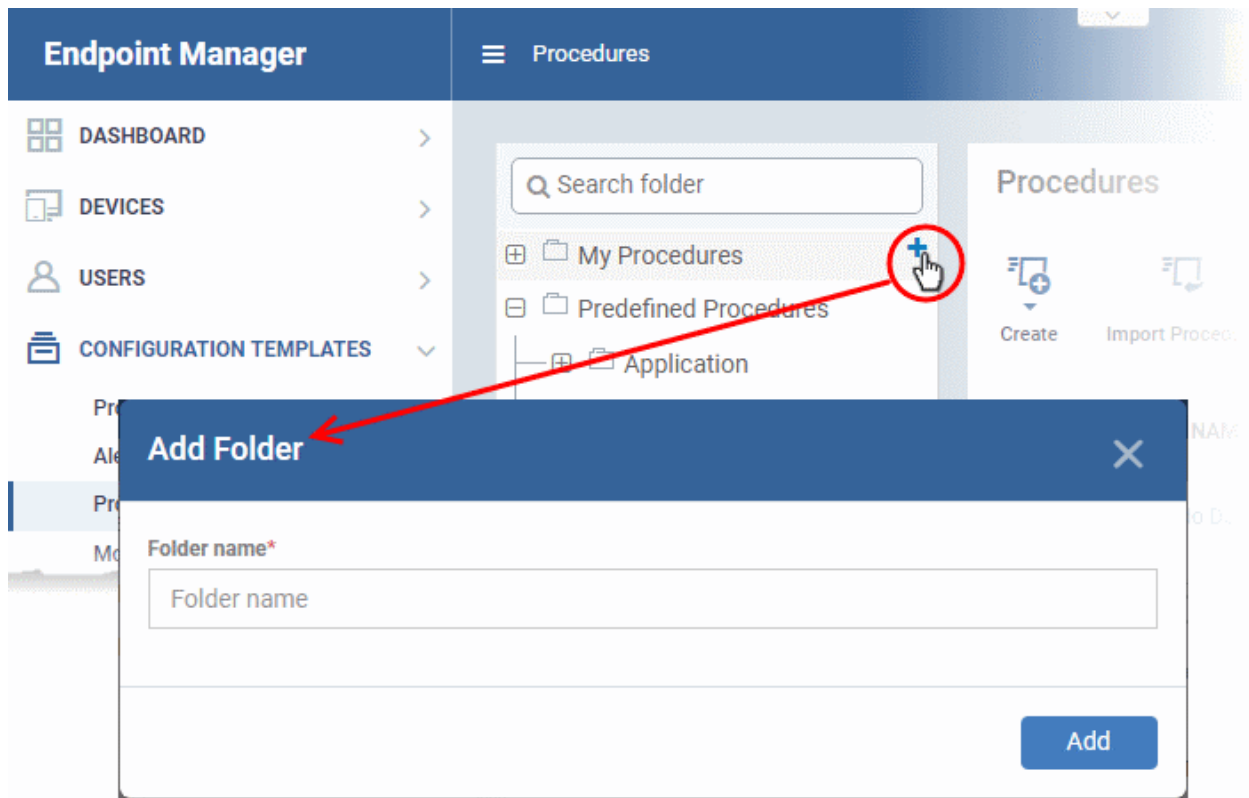 Endpoint Manager
Procedures
DASHBOARD
DEVICES
USERS
CONFIGURATION TEMPLATES
Search folder
My Procedures
Predefined Procedures
Application
Procedures
Create
Import
Add Folder
Folder name*
Folder name
Add